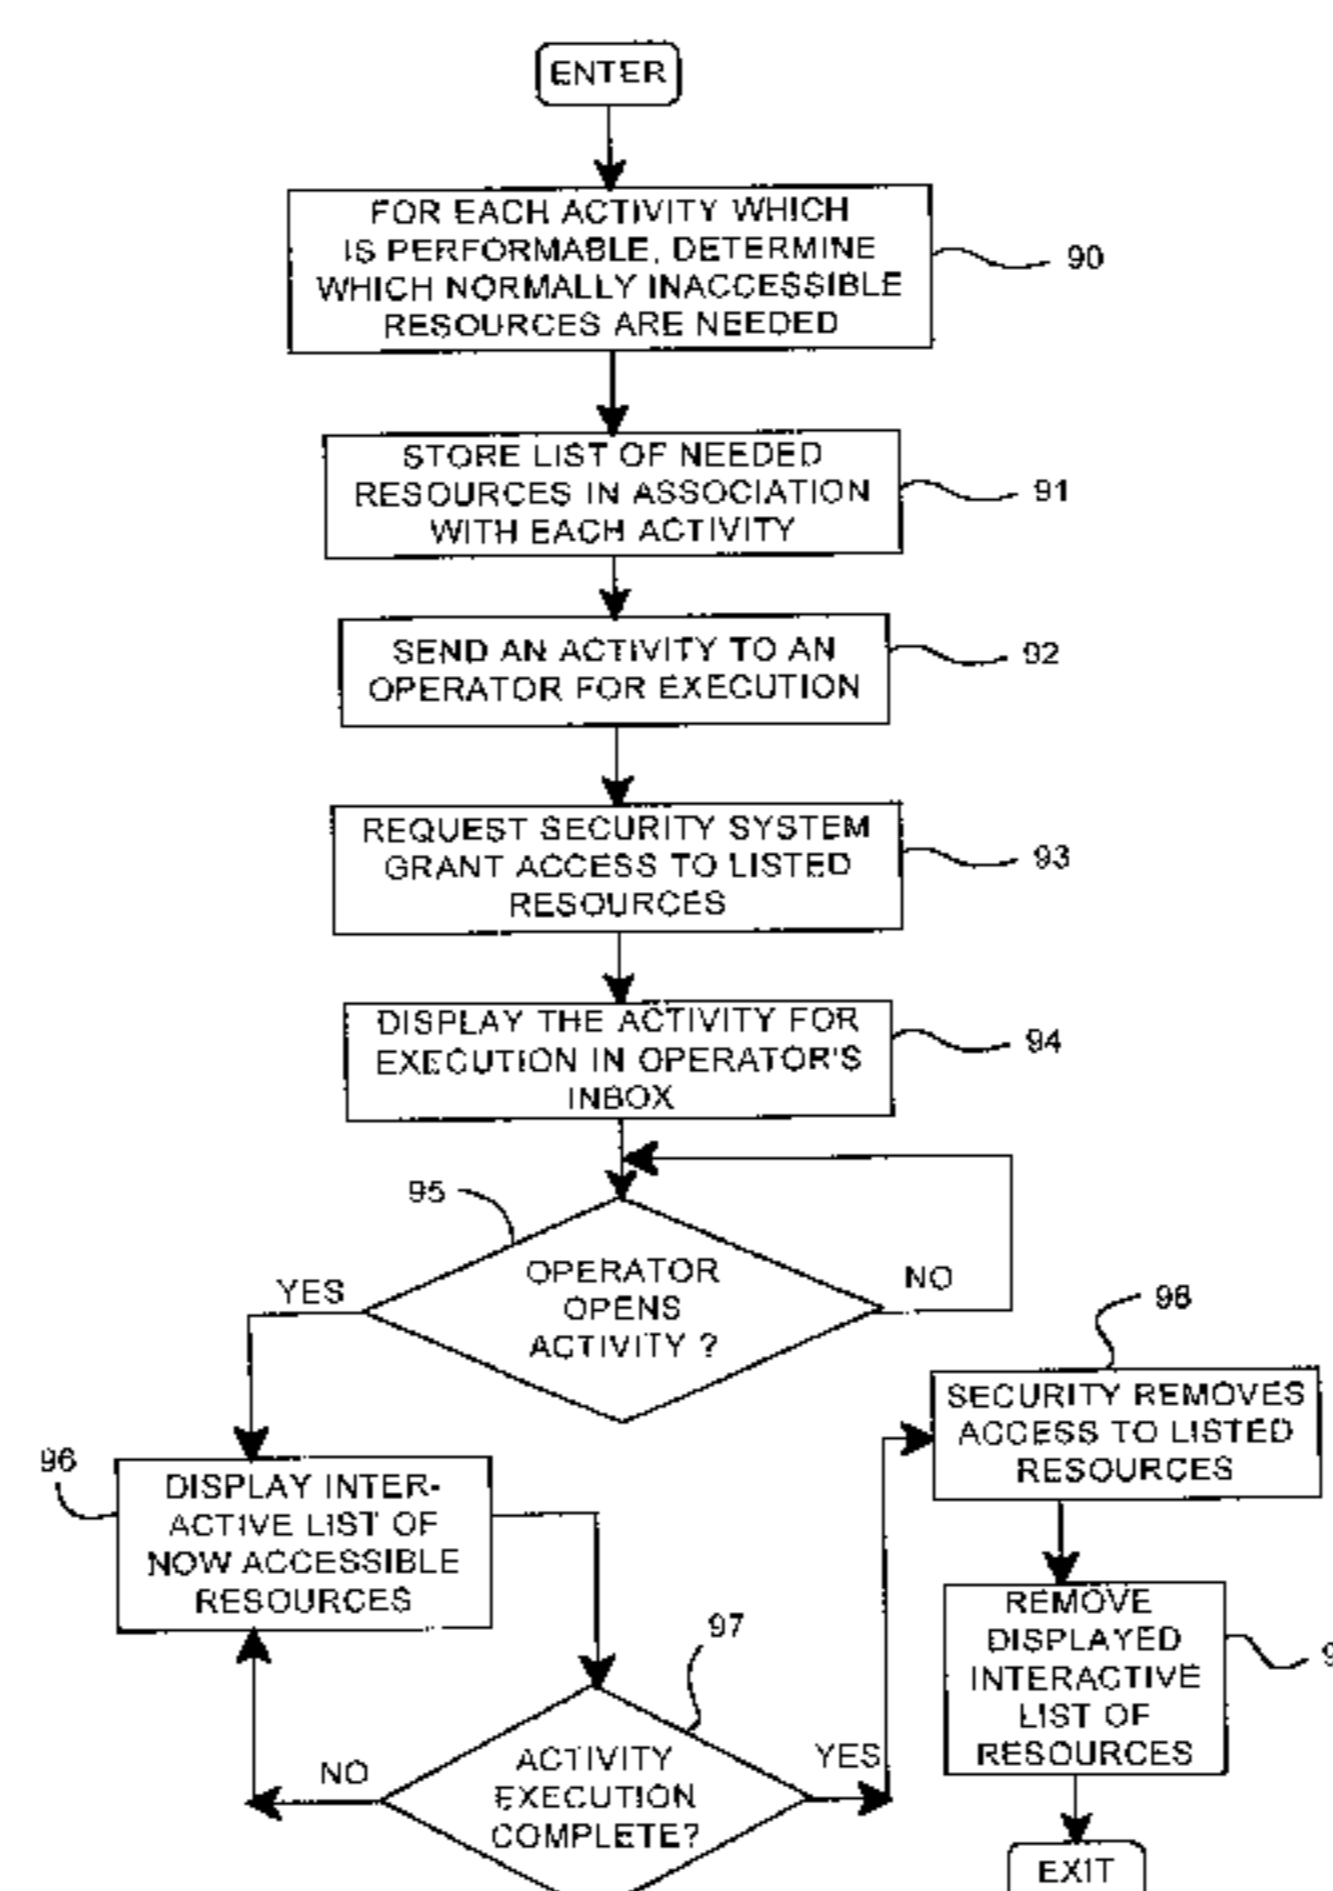 ENTER
FOR EACH ACTIVITY WHICH
IS PERFORMABLE, DETERMINE
WHICH NORMALLY INACCESSIBLE
RESOURCES ARE NEEDED
90
STORE LIST OF NEEDED
RESOURCES IN ASSOCIATION
WITH EACH ACTIVITY
91
SEND AN ACTIVITY TO AN
OPERATOR FOR EXECUTION
92
REQUEST SECURITY SYSTEM
GRANT ACCESS TO LISTED
RESOURCES
93
DISPLAY THE ACTIVITY FOR
EXECUTION IN OPERATOR'S
INBOX
94
95
OPERATOR
OPENS
ACTIVITY ?
YES
NO
96
DISPLAY INTER-
ACTIVE LIST OF
NOW ACCESSIBLE
RESOURCES
97
ACTIVITY
EXECUTION
COMPLETE?
NO
YES
98
SECURITY REMOVES
ACCESS TO LISTED
RESOURCES
REMOVE
DISPLAYED
INTERACTIVE
LIST OF
RESOURCES
EXIT